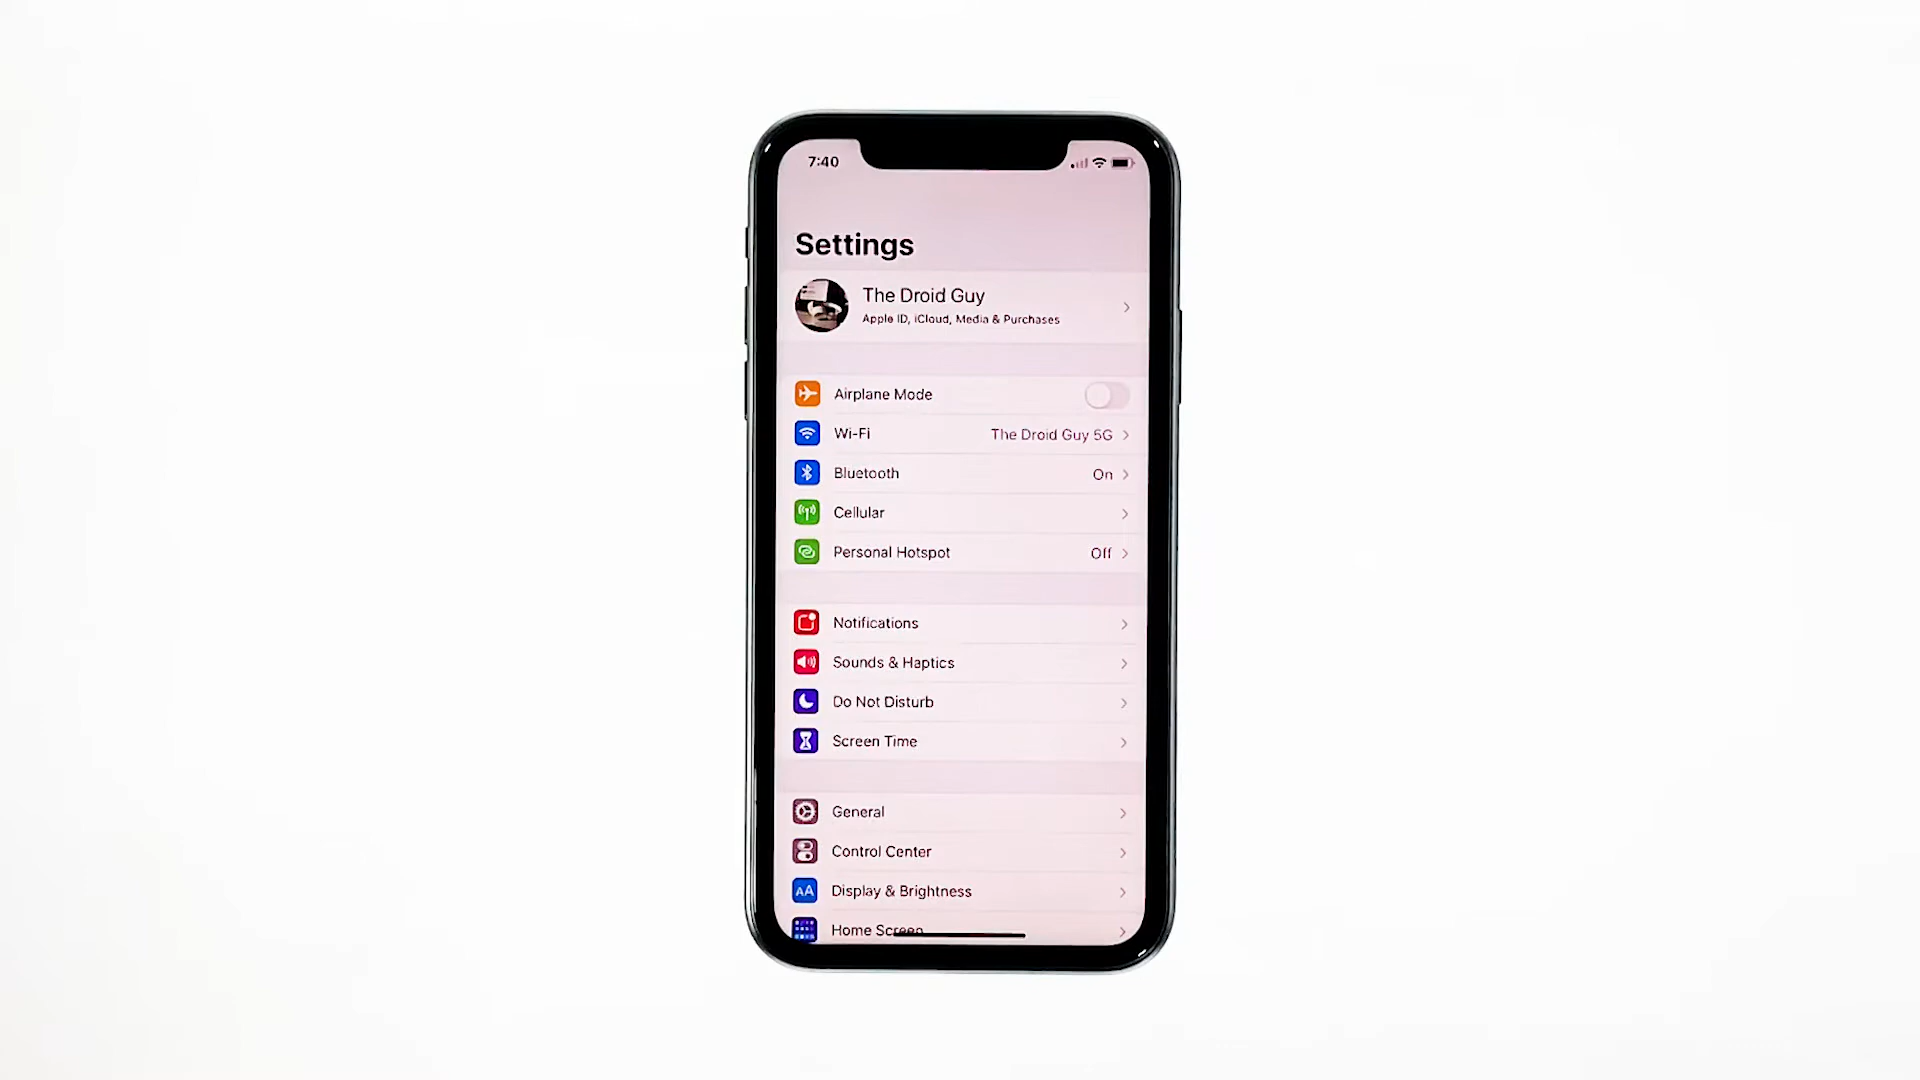 7:40
Settings
The Droid Guy
Apple ID, iCloud, Media & Purchases
Airplane Mode
Wi-Fi The Droid Guy 5G
Bluetooth On
Cellular
Personal Hotspot Off
Notifications
Sounds & Haptics
Do Not Disturb
Screen Time
General
Control Center
AA Display & Brightness
Home Screen